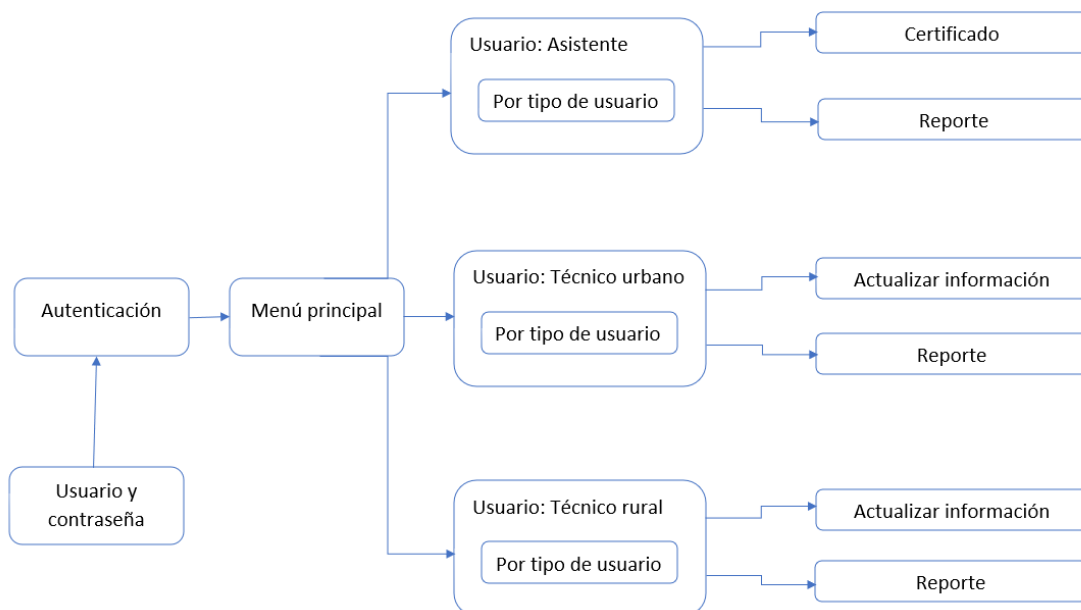 Usuario: Asistente
Por tipo de usuario
Certificado
Reporte
Autenticación
Menú principal
Usuario: Técnico urbano
Por tipo de usuario
Actualizar información
Reporte
Usuario y
contraseña
Usuario: Técnico rural
Por tipo de usuario
Actualizar información
Reporte